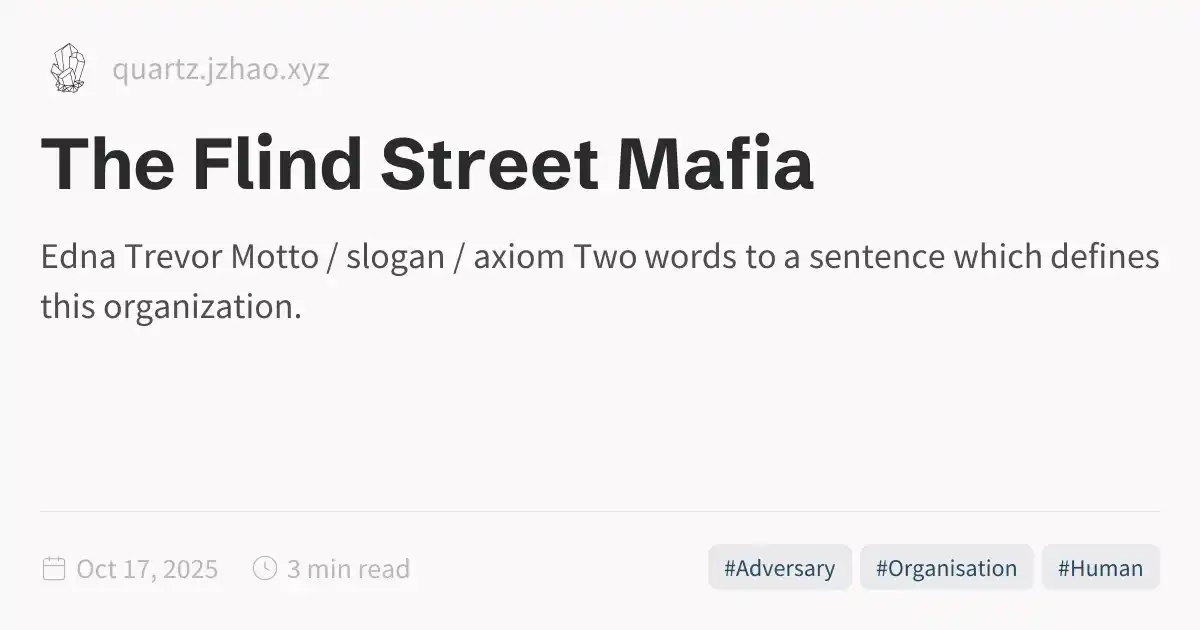 quartz.jzhao.xyz
The Flind Street Mafia
Edna Trevor Motto / slogan / axiom Two words to a sentence which defines
this organization.
Oct 17, 2025 3 min read #Adversary #Organisation #Human